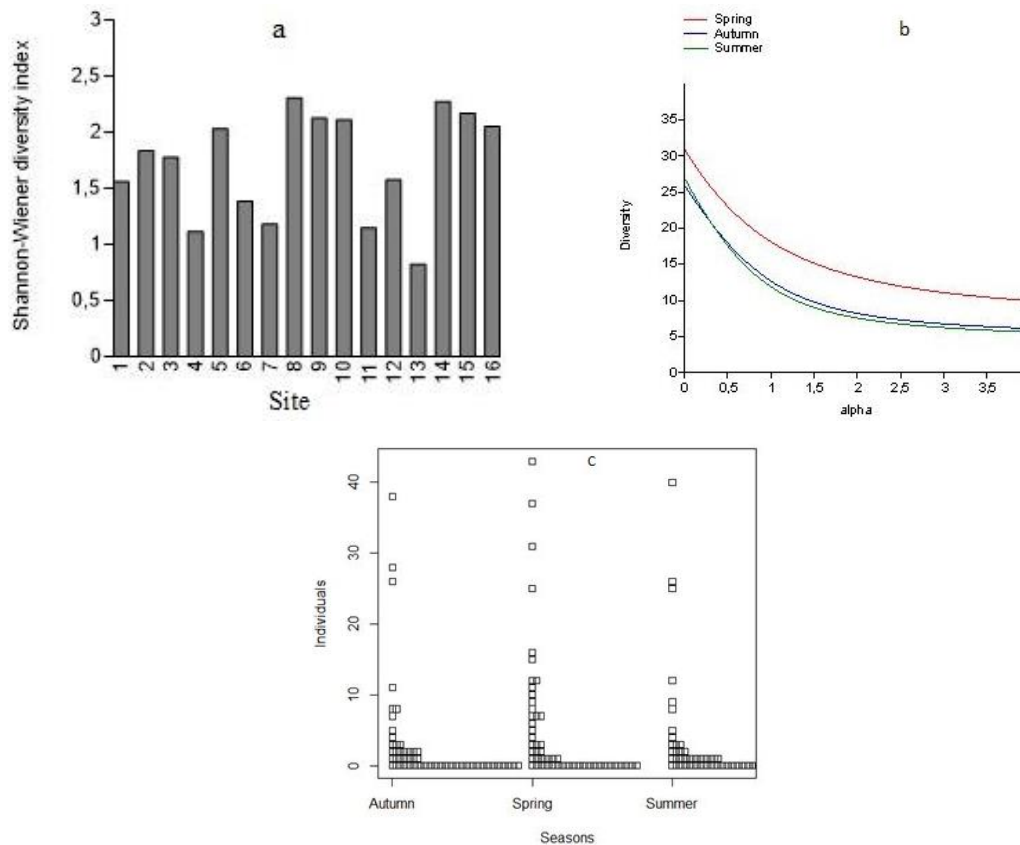 a
Shannon-Wiener diversity index
3
2,5
2
1,5
1
0,5
0
1 2 3 4 5 6 7 8 9 10 11 12 13 14 15 16
Site
Spring
Autumn
Summer
b
Diversity
35
30
25
20
15
10
5
0
0 0,5 1 1,5 2 2,5 3 3,5
alpha
c
Individuals
40
30
20
10
0
Autumn Spring Summer
Seasons